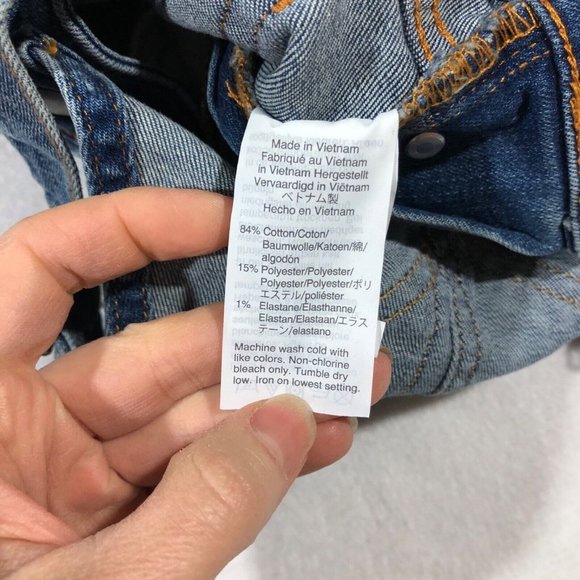 Made in Vietnam
Fabriqué au Vietnam
in Vietnam Hergestellt
Vervaardigd in Viëtnam
ベトナム製
Hecho en Vietnam
84% Cotton/Coton/
Baumwolle/Katoen/綿/
algodón
15% Polyester/Polyester/
Polyester/Polyester/ポリ
エステル/poliéster
1% Elastane/Élasthanne/
Elastan/Elastaan/エラス
テーン/elastano
Machine wash cold with
like colors. Non-chlorine
bleach only. Tumble dry
low. Iron on lowest setting.